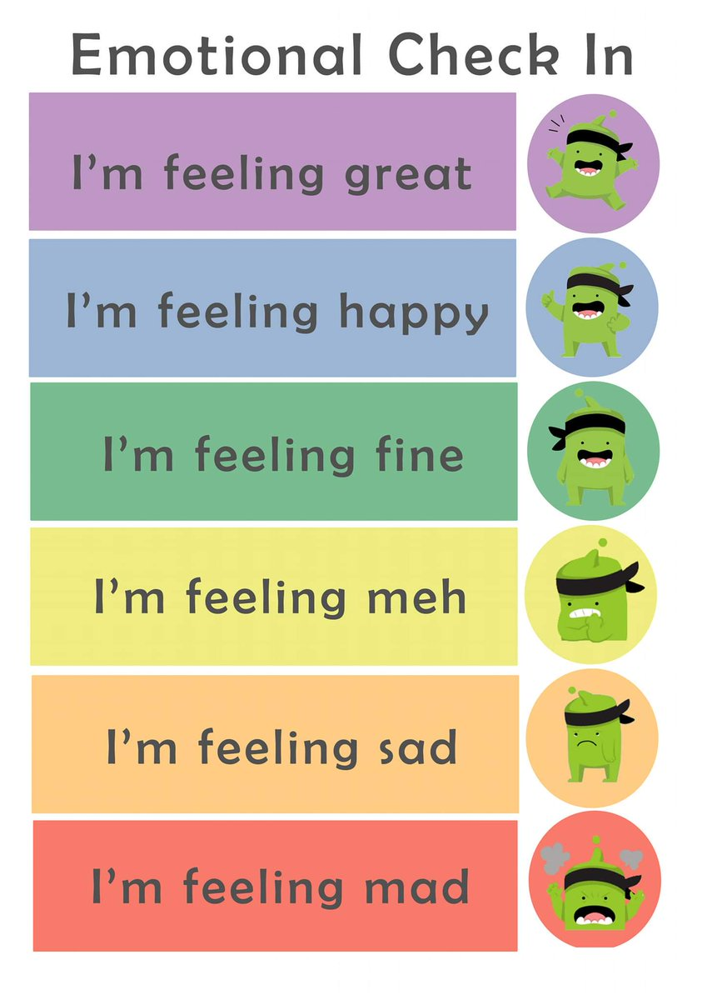 Emotional Check In
I'm feeling great
I'm feeling happy
I'm feeling fine
I'm feeling meh
I'm feeling sad
I'm feeling mad